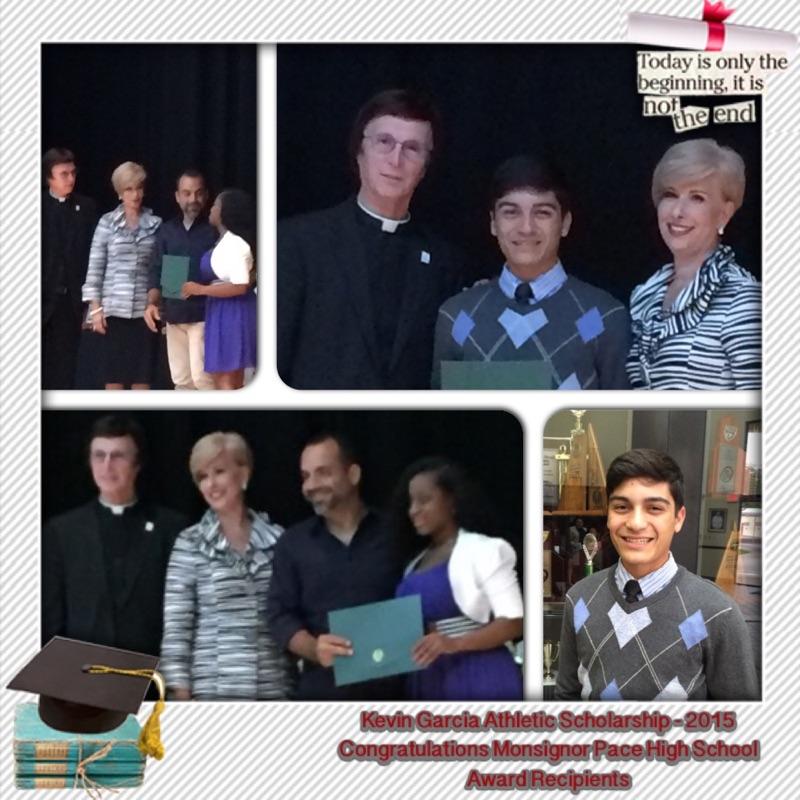 Today is only the
beginning, it is
not the end
Kevin Garcia Athletic Scholarship - 2015
Congratulations Monsignor Pace High School
Award Recipients